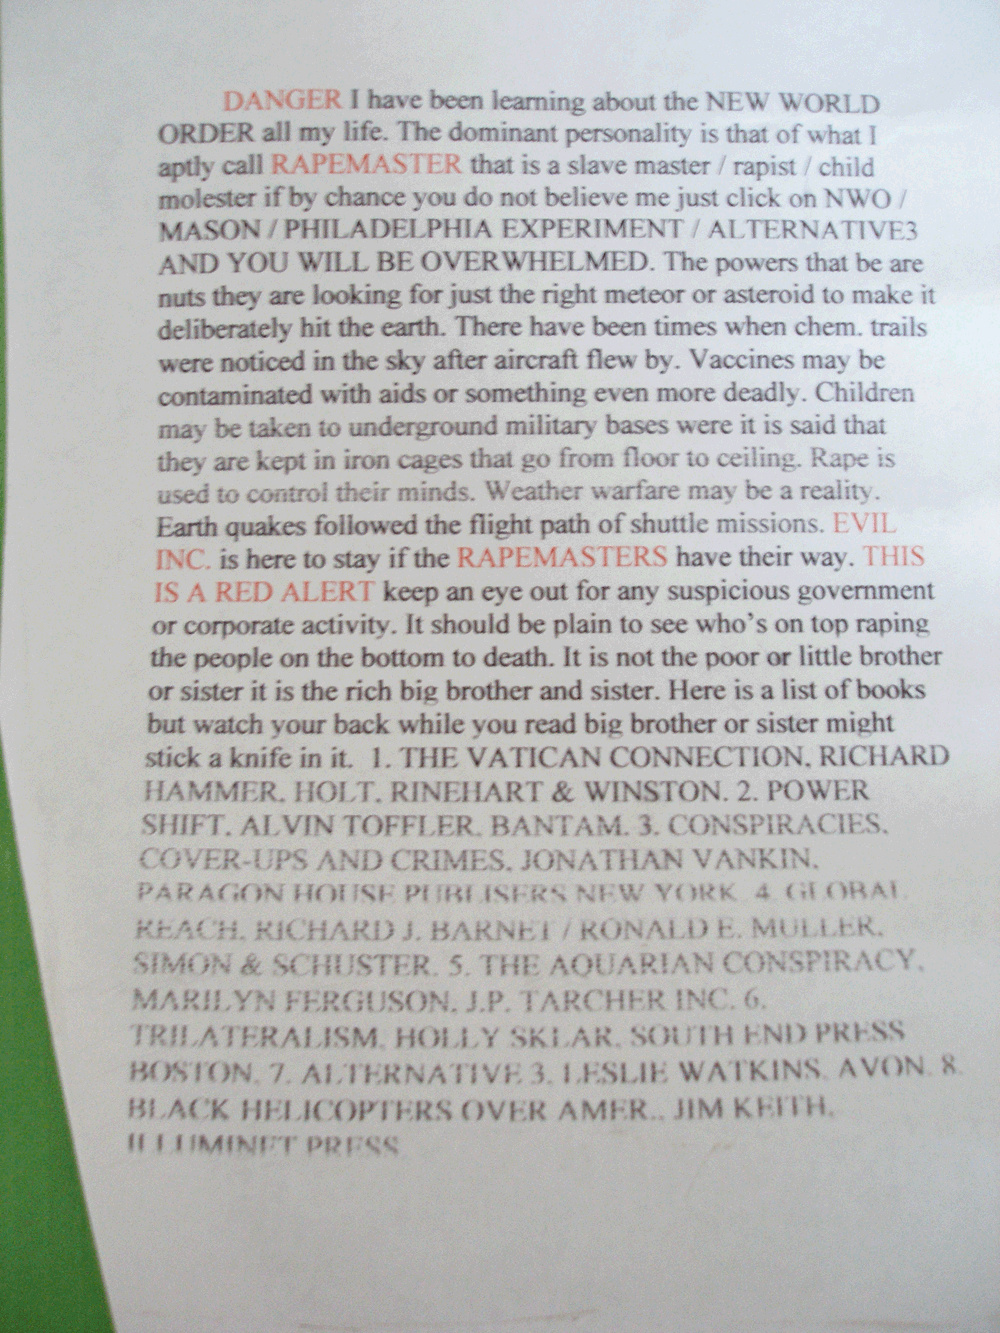 DANGER I have been learning about the NEW WORLD
ORDER all my life. The dominant personality is that of what I
aptly call RAPEMASTER that is a slave master / rapist / child
molester if by chance you do not believe me just click on NWO /
MASON / PHILADELPHIA EXPERIMENT / ALTERNATIVE3
AND YOU WILL BE OVERWHELMED. The powers that be are
nuts they are looking for just the right meteor or asteroid to make it
deliberately hit the earth. There have been times when chem. trails
were noticed in the sky after aircraft flew by. Vaccines may be
contaminated with aids or something even more deadly. Children
may be taken to underground military bases were it is said that
they are kept in iron cages that go from floor to ceiling. Rape is
used to control their minds. Weather warfare may be a reality.
Earth quakes followed the flight path of shuttle missions. EVIL
INC. is here to stay if the RAPEMASTERS have their way. THIS
IS A RED ALERT keep an eye out for any suspicious government
or corporate activity. It should be plain to see who's on top raping
the people on the bottom to death. It is not the poor or little brother
or sister it is the rich big brother and sister. Here is a list of books
but watch your back while you read big brother or sister might
stick a knife in it. 1. THE VATICAN CONNECTION, RICHARD
HAMMER, HOLT, RINEHART & WINSTON. 2. POWER
SHIFT, ALVIN TOFFLER, BANTAM. 3. CONSPIRACIES,
COVER-UPS AND CRIMES, JONATHAN VANKIN,
PARAGON HOUSE PUBLISERS NEW YORK. 4. GLOBAL
REACH, RICHARD J. BARNET / RONALD E. MULLER,
SIMON & SCHUSTER. 5. THE AQUARIAN CONSPIRACY,
MARILYN FERGUSON, J.P. TARCHER INC. 6.
TRILATERALISM, HOLLY SKLAR, SOUTH END PRESS
BOSTON. 7. ALTERNATIVE 3, LESLIE WATKINS, AVON. 8.
BLACK HELICOPTERS OVER AMER., JIM KEITH,
ILLUMINET PRESS